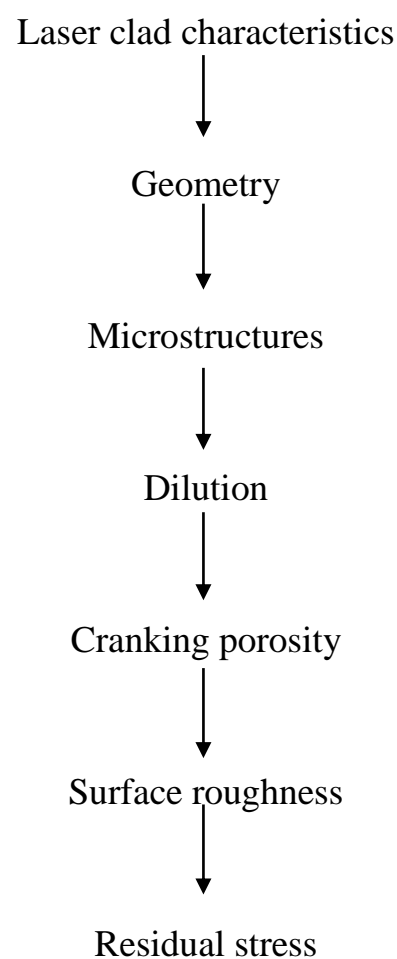 Laser clad characteristics
Geometry
Microstructures
Dilution
Cranking porosity
Surface roughness
Residual stress